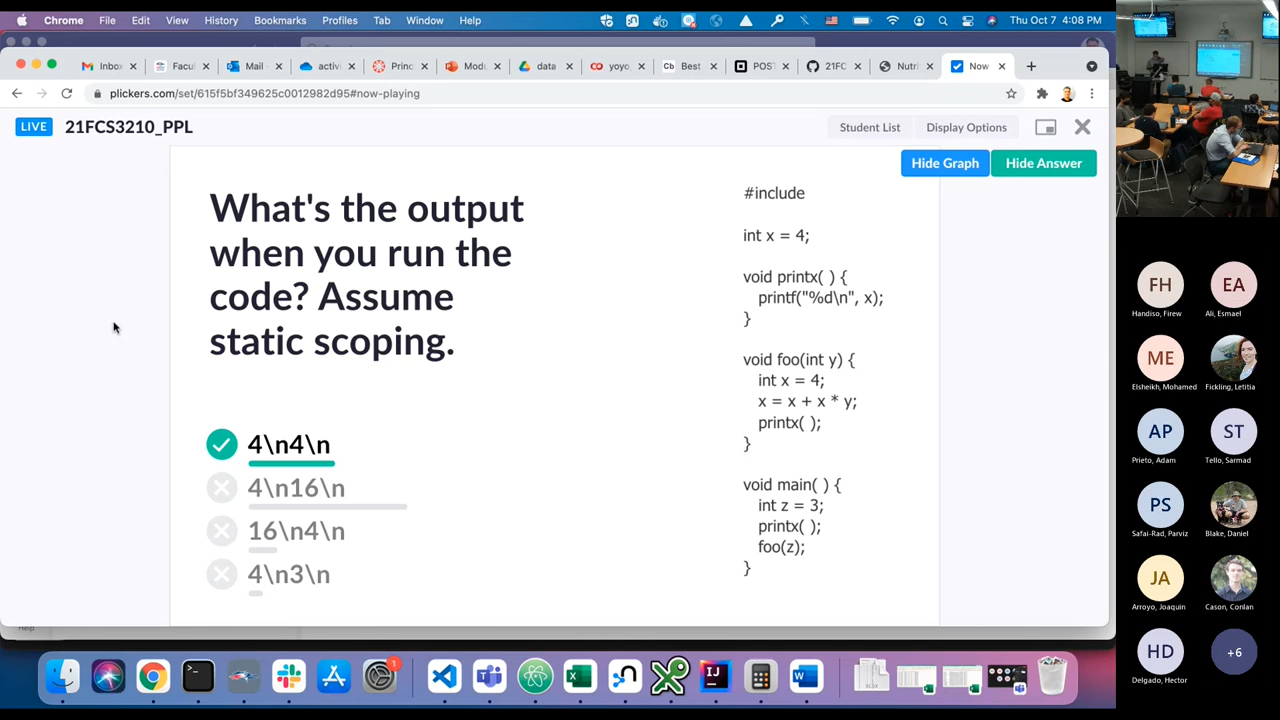 Chrome File Edit View History Bookmarks Profiles Tab Window Help Thu Oct 7 4:08 PM
Inbo Facul Mail - activ Princ Modu data yoyo Best POST 21FC Nutri Now
plickers.com/set/615f5bf349625c0012982d95#now-playing
LIVE 21FCS3210_PPL Student List Display Options
Hide Graph Hide Answer
What's the output
when you run the
code? Assume
static scoping.
4\n4\n
4\n16\n
16\n4\n
4\n3\n
#include
int x = 4;
void printx( ) {
printf("%d\n", x);
}
void foo(int y) {
int x = 4;
x = x + x * y;
printx( );
}
void main( ) {
int z = 3;
printx( );
foo(z);
}
Help
1
FH EA
Handiso, Firew Ali, Esmael
ME
Elsheikh, Mohamed Fickling, Letitia
AP ST
Prieto, Adam Tello, Sarmad
PS
Safai-Rad, Parviz Blake, Daniel
JA
Arroyo, Joaquin Cason, Conlan
HD +6
Delgado, Hector